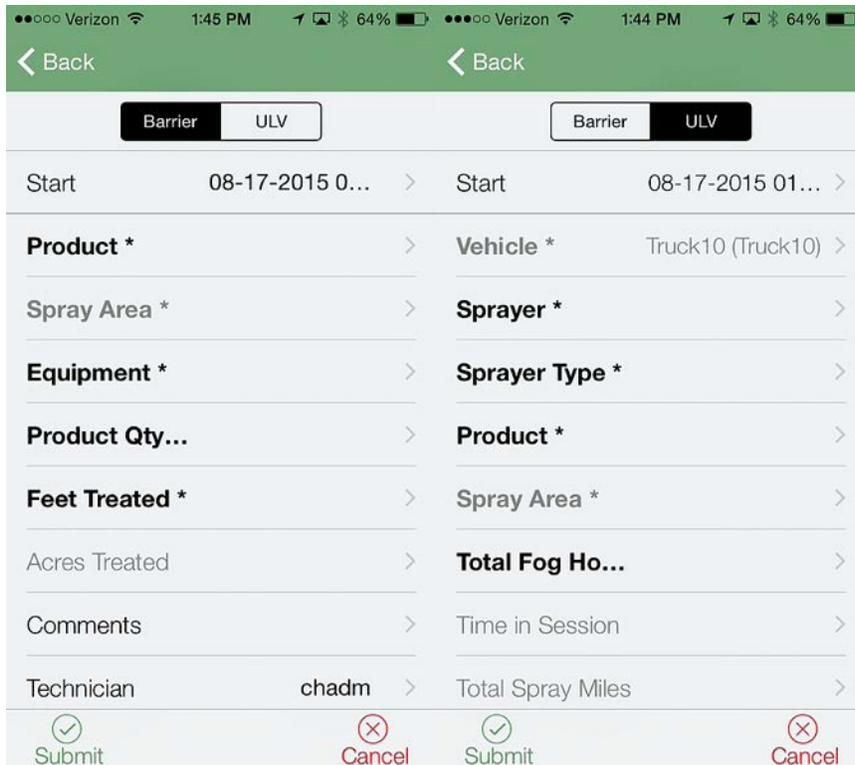 Verizon 1:45 PM 64%
Back
Barrier ULV
Start 08-17-2015 0...
Product *
Spray Area *
Equipment *
Product Qty...
Feet Treated *
Acres Treated
Comments
Technician chadm
Submit Cancel
Verizon 1:44 PM 64%
Back
Barrier ULV
Start 08-17-2015 01...
Vehicle * Truck10 (Truck10)
Sprayer *
Sprayer Type *
Product *
Spray Area *
Total Fog Ho...
Time in Session
Total Spray Miles
Submit Cancel